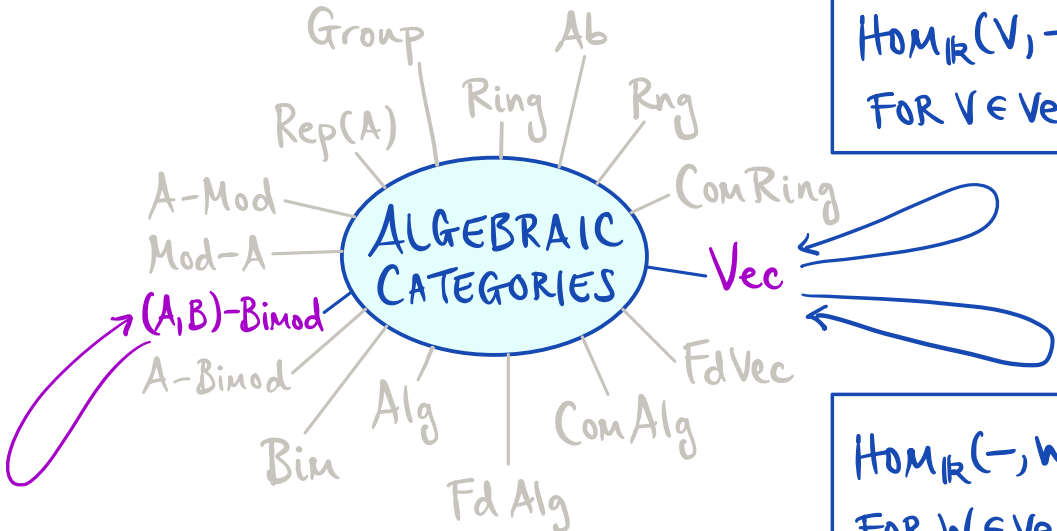 Group
Ab
Ring
Rng
Rep(A)
A-Mod
ComRing
Mod-A
ALGEBRAIC
CATEGORIES
Vec
(A,B)-Bimod
A-Bimod
FdVec
Alg
ComAlg
Bim
Fd Alg
HOM_ℝ(V, -
FOR V ∈ Ve
HOM_ℝ(-, W
FOR W ∈ Ve